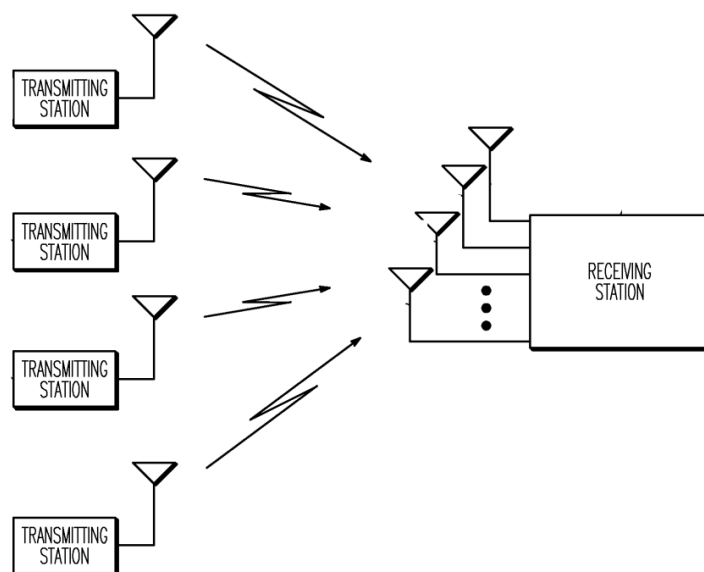 TRANSMITTING
STATION
TRANSMITTING
STATION
RECEIVING
STATION
TRANSMITTING
STATION
TRANSMITTING
STATION